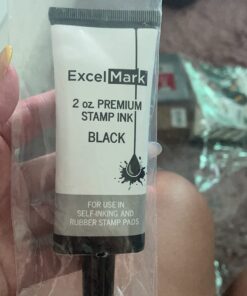 ExcelMark
2 oz. PREMIUM
STAMP INK
BLACK
FOR USE IN
SELF-INKING AND
RUBBER STAMP PADS